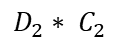 D₂ * C₂